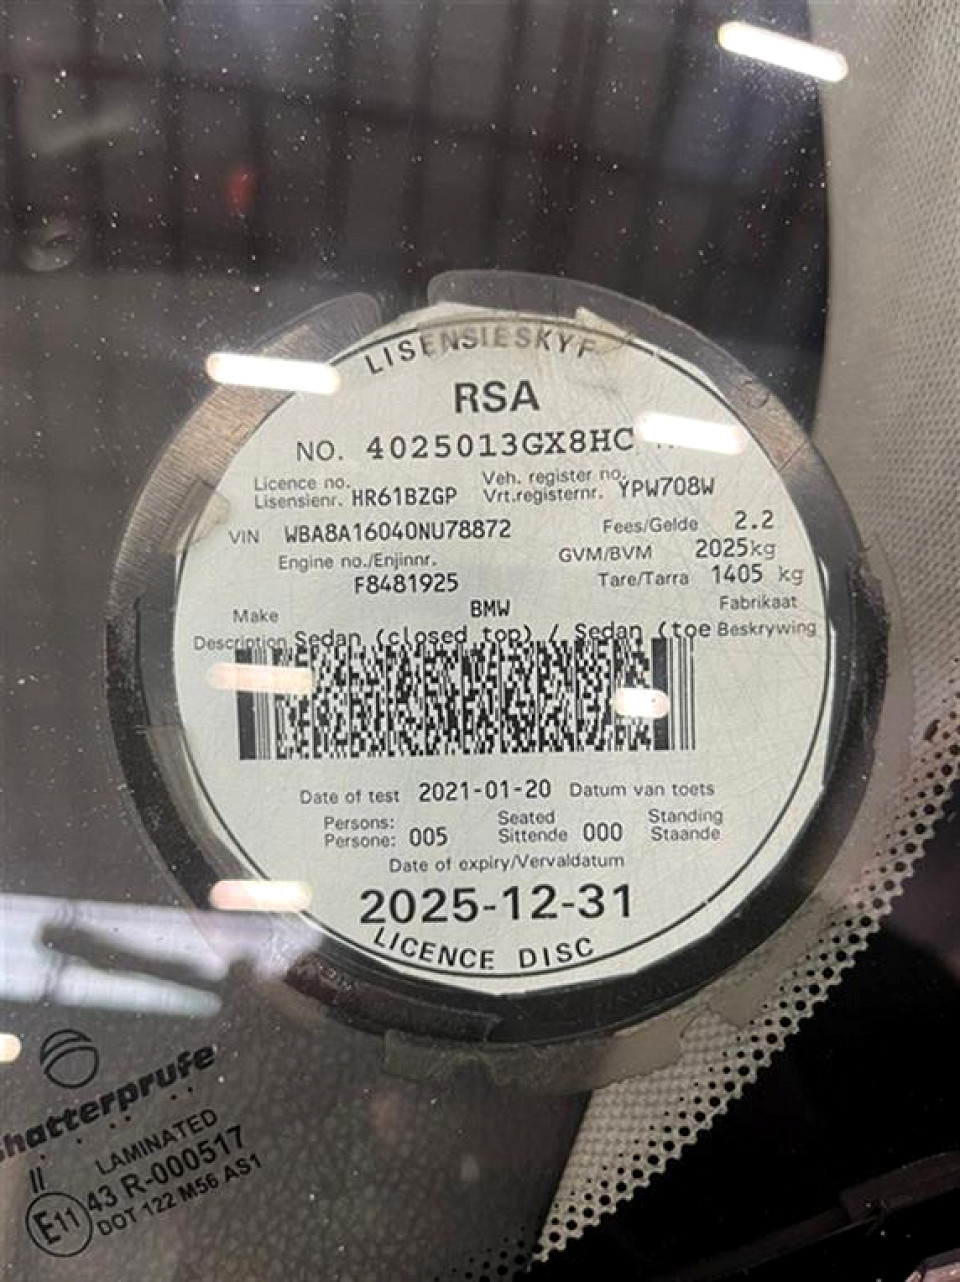 LISENSIESKYF
RSA
NO. 4025013GX8HC
Licence no. Veh. register no.
Lisensienr. HR61BZGP Vrt.registernr. YPW708W
VIN WBA8A16040NU78872 Fees/Gelde 2.2
Engine no./Enjinnr. GVM/BVM 2025kg
F8481925 Tare/Tarra 1405 kg
Make BMW Fabrikaat
Description Sedan (closed top) / Sedan (toe Beskrywing
Date of test 2021-01-20 Datum van toets
Persons: Seated Standing
Persone: 005 Sittende 000 Staande
Date of expiry/Vervaldatum
2025-12-31
LICENCE DISC
Shatterprufe
LAMINATED
II
E11 43 R-000517
DOT 122 M56 AS1